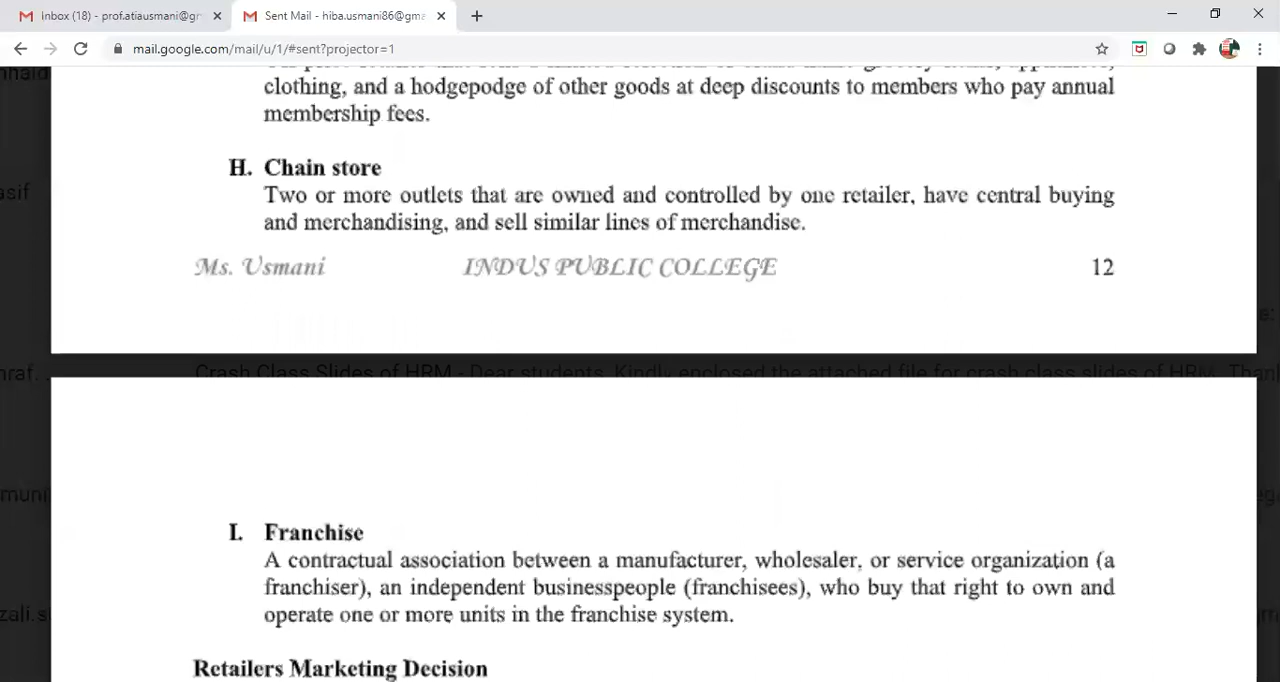 Inbox (18) - prof.atiausmani@gm
Sent Mail - hiba.usmani86@gma
mail.google.com/mail/u/1/#sent?projector=1
clothing, and a hodgepodge of other goods at deep discounts to members who pay annual
membership fees.
asif
H. Chain store
Two or more outlets that are owned and controlled by one retailer, have central buying
and merchandising, and sell similar lines of merchandise.
Ms. Usmani INDUS PUBLIC COLLEGE 12
Crash Class Slides of HRM - Dear students, Kindly enclosed the attached file for crash class slides of HRM. Than
I. Franchise
A contractual association between a manufacturer, wholesaler, or service organization (a
franchiser), an independent businesspeople (franchisees), who buy that right to own and
operate one or more units in the franchise system.
Retailers Marketing Decision